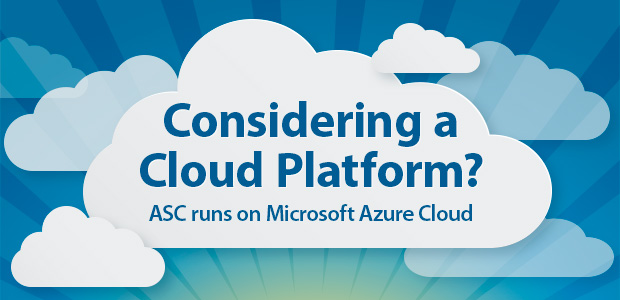 Considering a
Cloud Platform?
ASC runs on Microsoft Azure Cloud